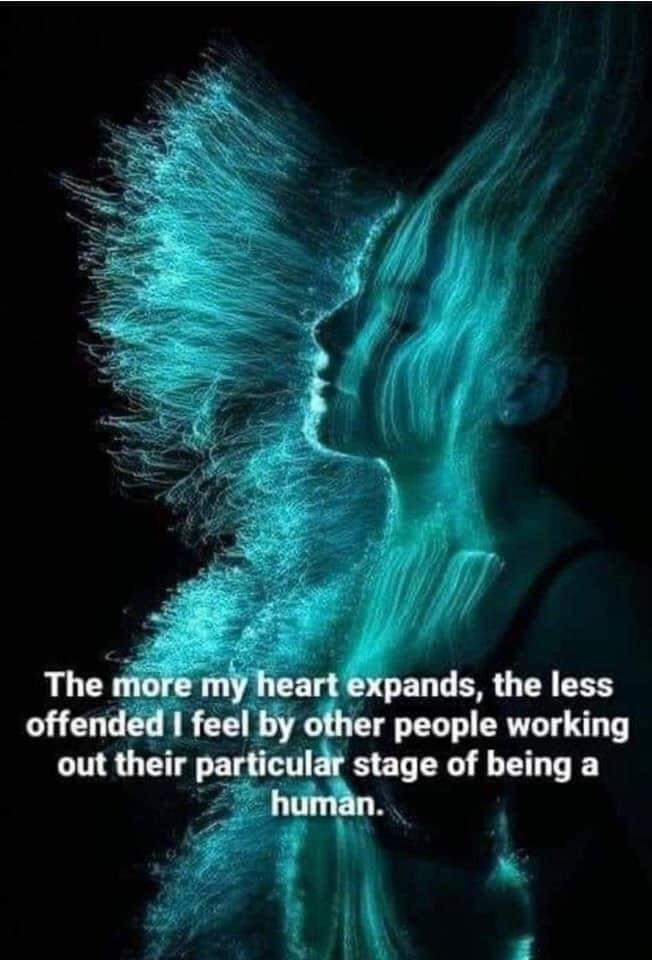 The more my heart expands, the less
offended I feel by other people working
out their particular stage of being a
human.